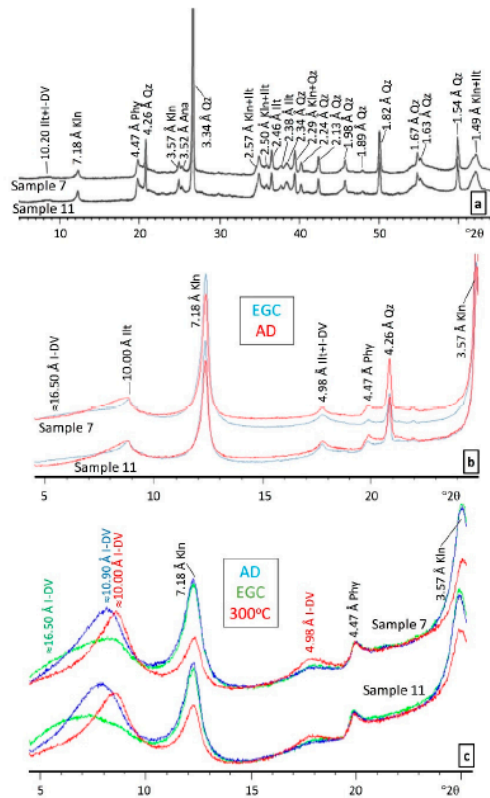 10.20 Ilt+I-DV
7.18 Å Kln
4.47 Å Phy
4.26 Å Qz
3.57 Å Kln
3.52 Å Ana
3.34 Å Qz
2.57 Å Kln+Ilt
2.50 Å Kln+Ilt
2.46 Å Ilt
2.38 Å Ilt
2.34 Å Qz
2.29 Å Kln+Qz
2.24 Å Qz
2.13 Å Qz
1.98 Å Qz
1.89 Å Qz
1.82 Å Qz
1.67 Å Qz
1.63 Å Qz
1.54 Å Qz
1.49 Å Kln+Ilt
Sample 7
Sample 11
a
10 20 30 40 50 °2θ
≈16.50 Å I-DV
10.00 Å Ilt
7.18 Å Kln
EGC
AD
4.98 Å Ilt+I-DV
4.47 Å Phy
4.26 Å Qz
3.57 Å Kln
Sample 7
Sample 11
b
5 10 15 20 °2θ
≈16.50 Å I-DV
≈10.90 Å I-DV
≈10.00 Å I-DV
7.18 Å Kln
AD
EGC
300ºC
4.98 Å I-DV
4.47 Å Phy
3.57 Å Kln
Sample 7
Sample 11
c
5 10 15 20 °2θ